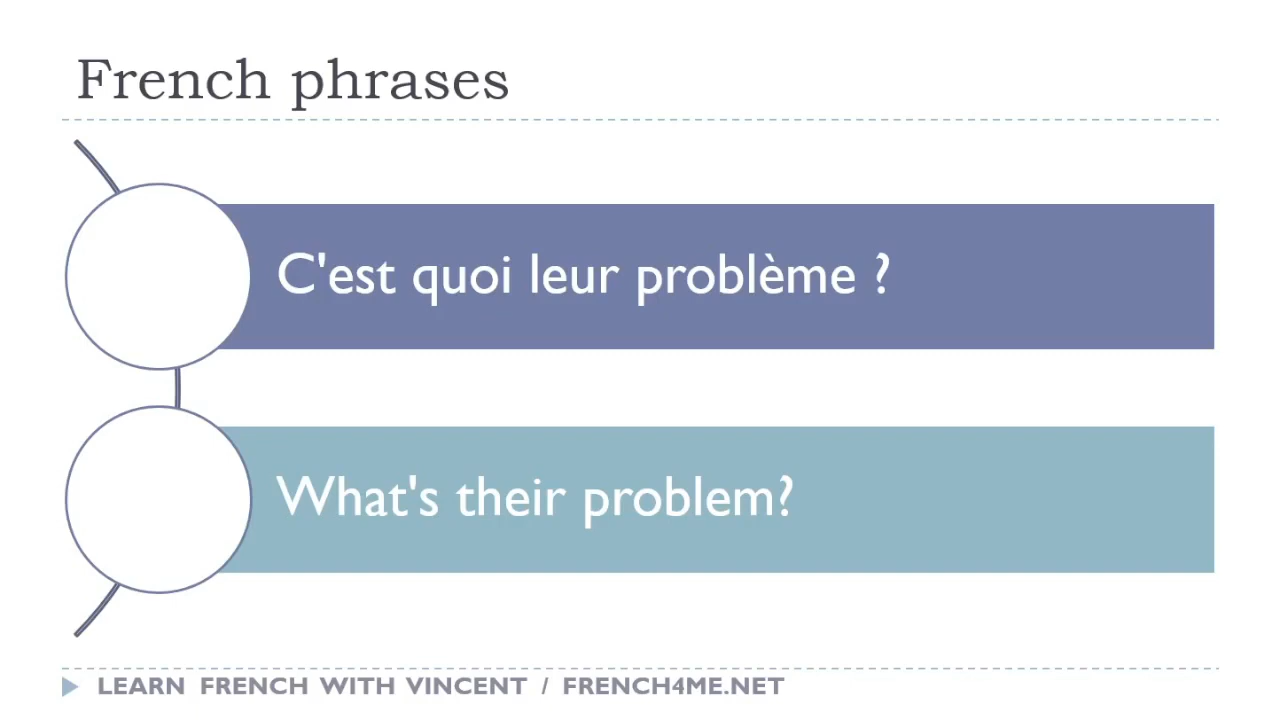 French phrases
C'est quoi leur problème ?
What's their problem?
LEARN FRENCH WITH VINCENT / FRENCH4ME.NET